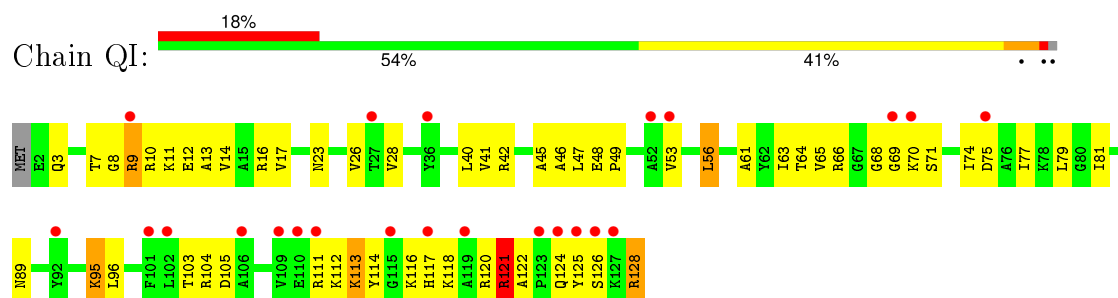 18%
Chain QI:
54% 41% • • •
MET E2 Q3 T7 G8 R9 R10 K11 E12 A13 V14 A15 R16 V17 N23 V26 T27 V28 Y36 L40 V41 R42 A45 A46 L47 E48 P49 A52 V53 L56 A61 Y62 I63 T64 V65 R66 G67 G68 G69 K70 S71 I74 D75 A76 I77 K78 L79 G80 I81
N89 Y92 K95 L96 F101 L102 T103 R104 D105 A106 V109 E110 R111 K112 K113 Y114 G115 K116 H117 K118 A119 R120 R121 A122 P123 Q124 Y125 S126 K127 R128